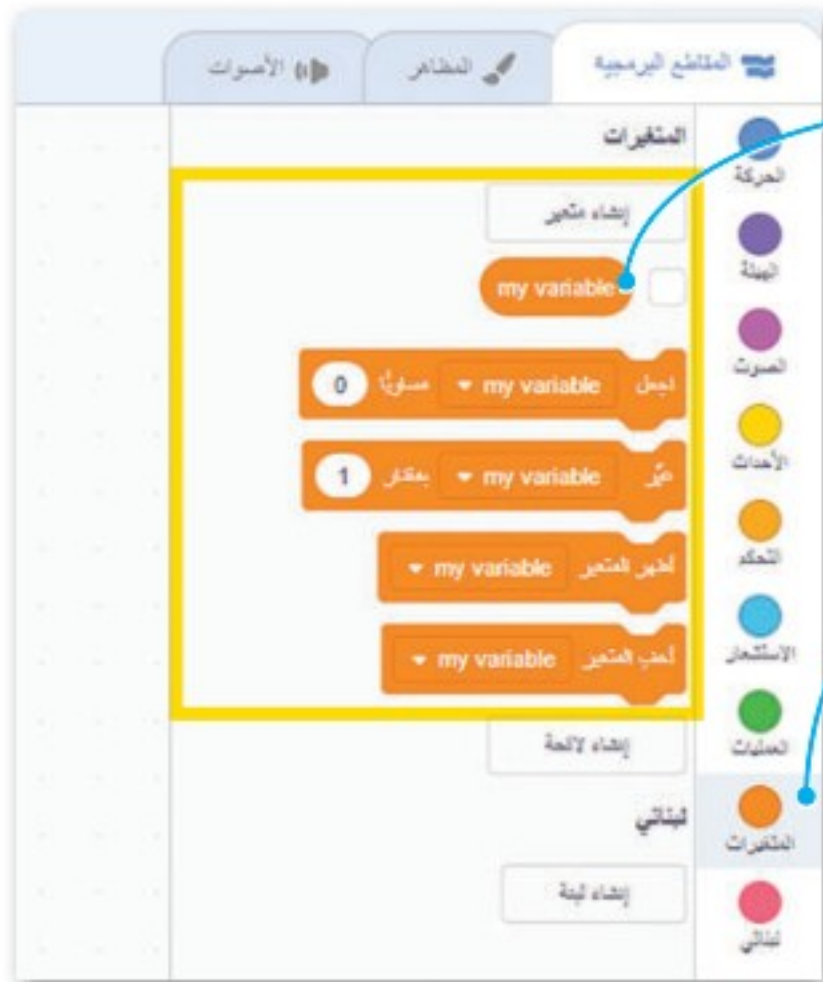 المقاطع البرمجية
المظاهر
الأصوات
المتغيرات
إنشاء متغير
my variable
اجعل my variable مساويًا 0
غيّر my variable بمقدار 1
أظهر المتغير my variable
أخفِ المتغير my variable
إنشاء لائحة
لبناتي
إنشاء لبنة
الحركة
الهيئة
الصوت
الأحداث
التحكم
الاستشعار
العمليات
المتغيرات
لبناتي